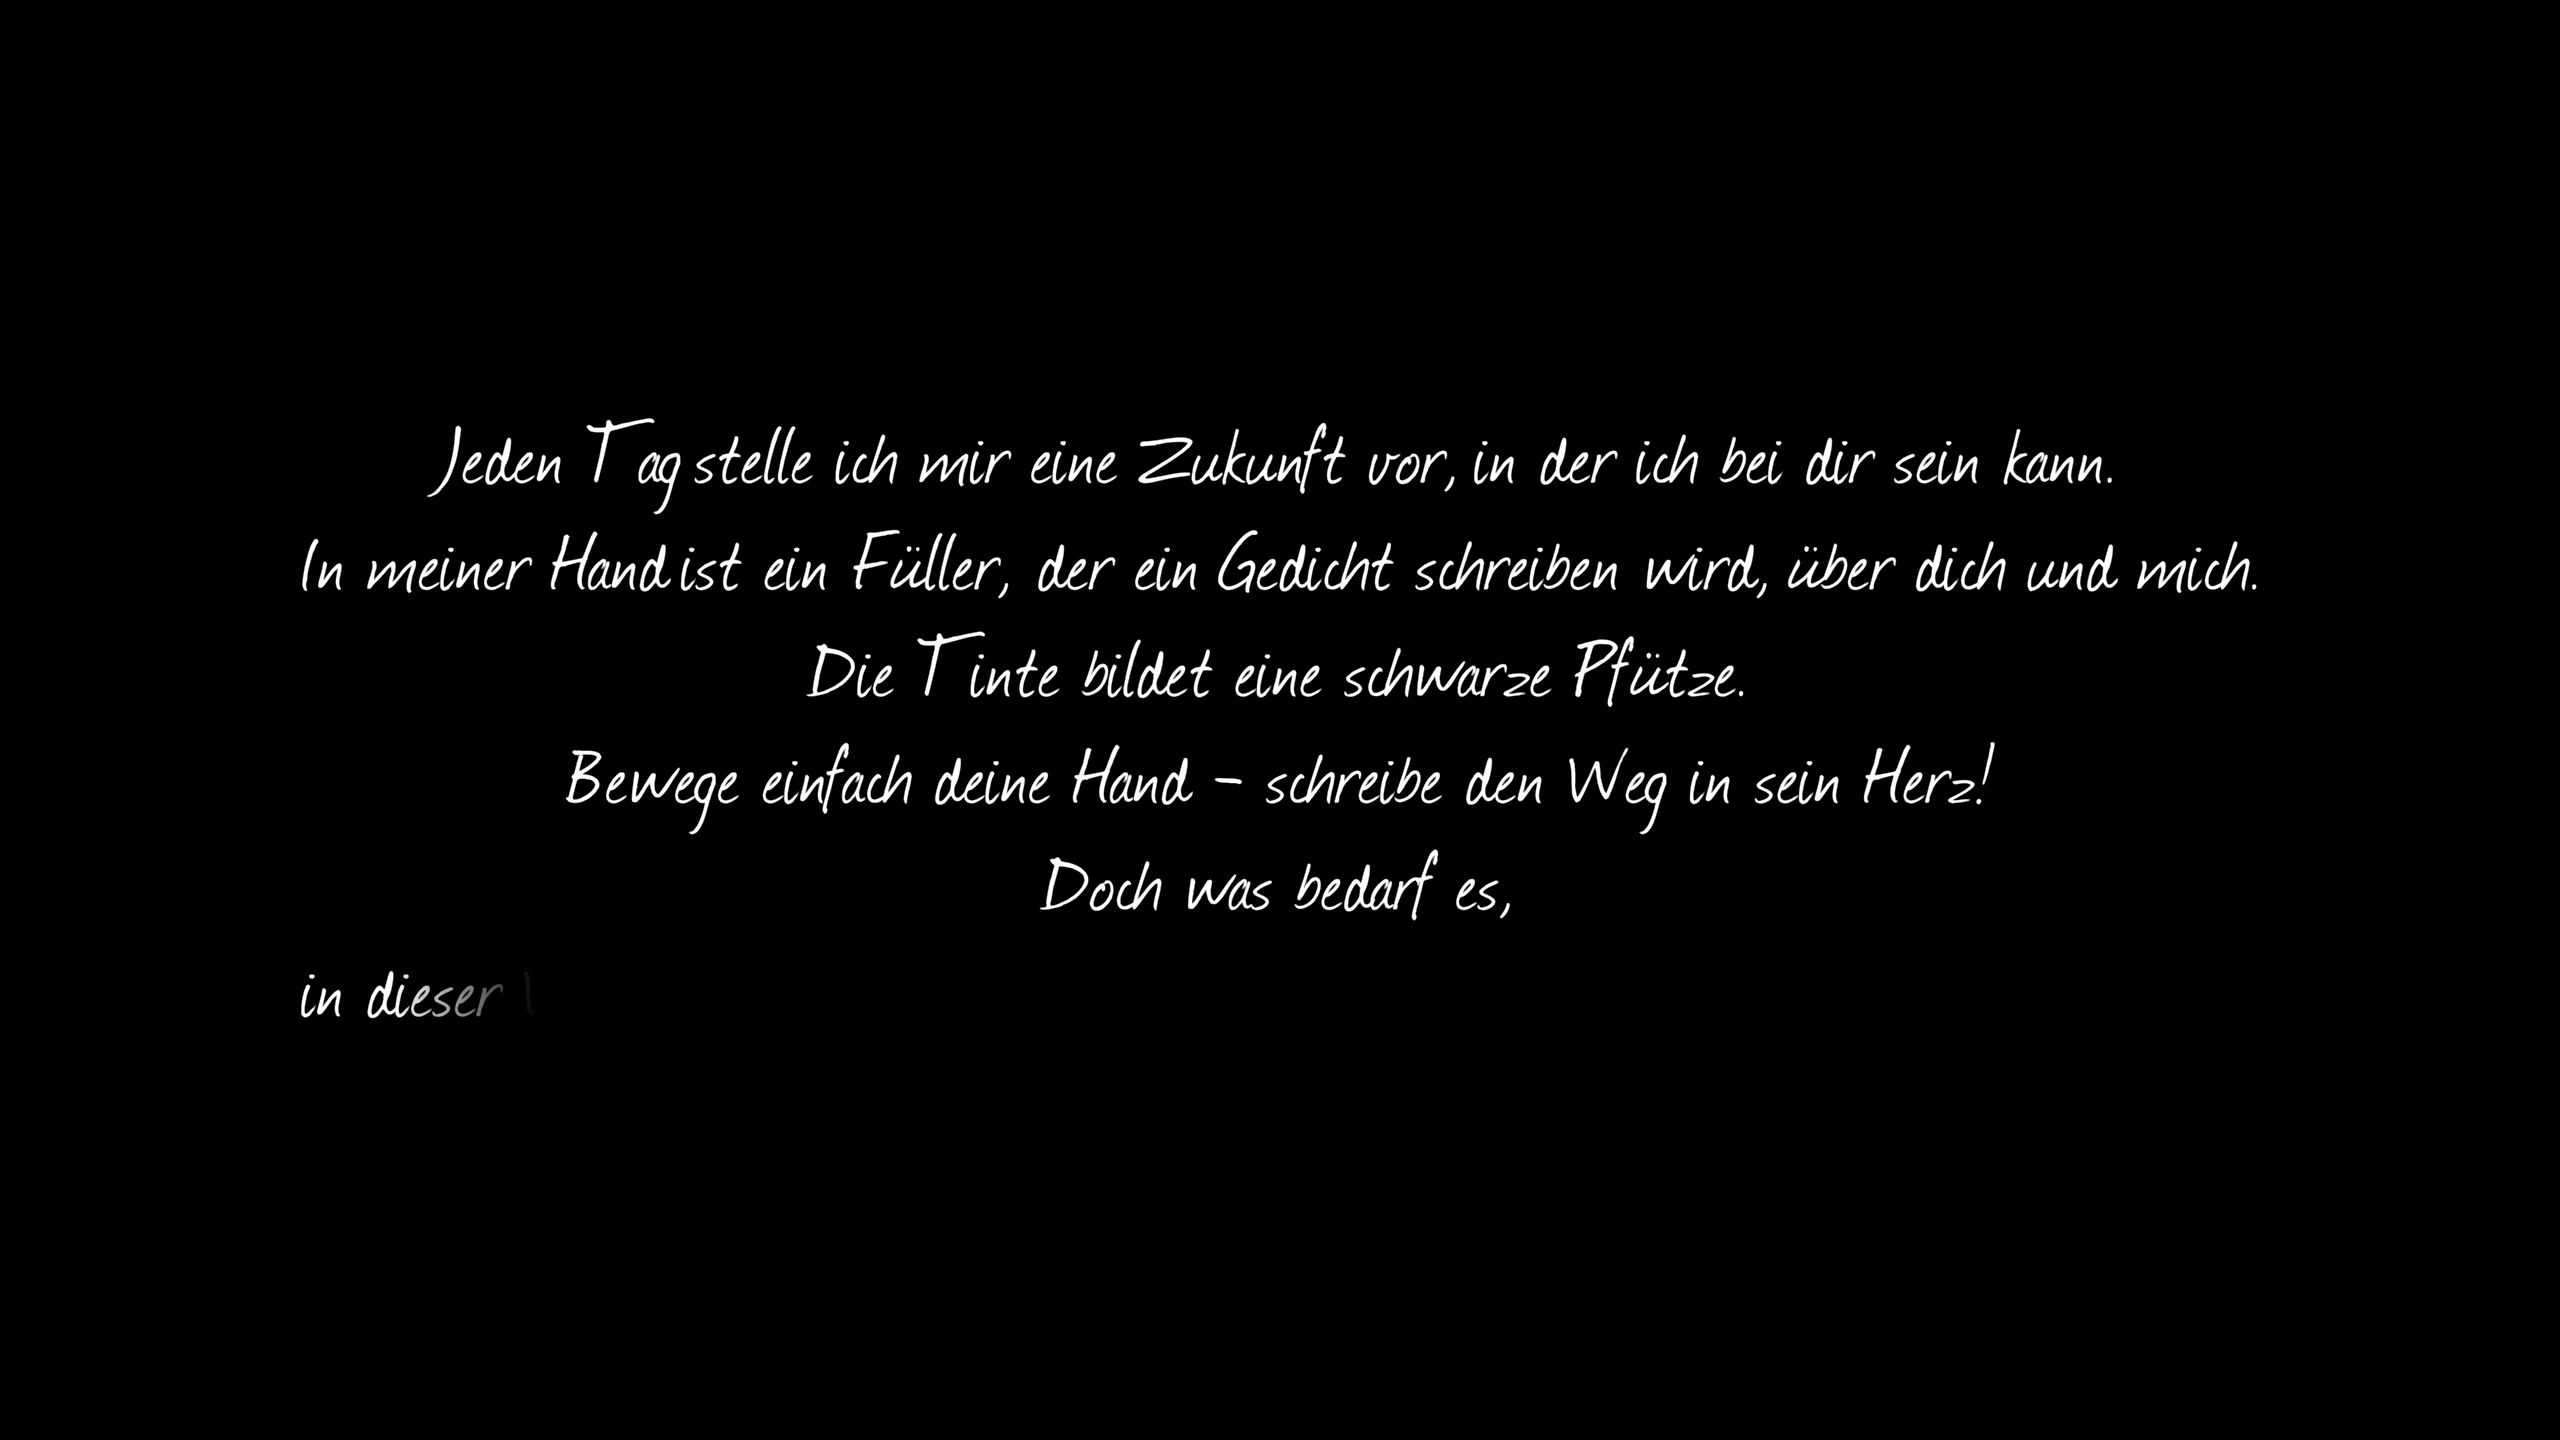 Jeden Tag stelle ich mir eine Zukunft vor, in der ich bei dir sein kann.
In meiner Hand ist ein Füller, der ein Gedicht schreiben wird, über dich und mich.
Die Tinte bildet eine schwarze Pfütze.
Bewege einfach deine Hand – schreibe den Weg in sein Herz!
Doch was bedarf es,
in dieser